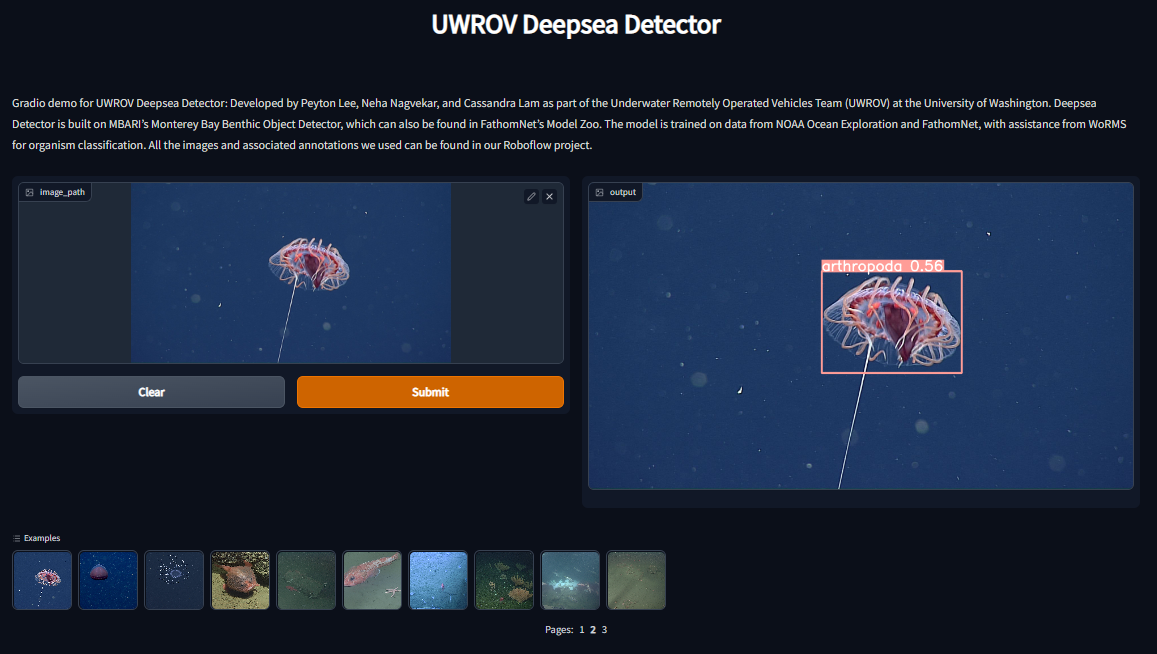 UWROV Deepsea Detector
Gradio demo for UWROV Deepsea Detector: Developed by Peyton Lee, Neha Nagvekar, and Cassandra Lam as part of the Underwater Remotely Operated Vehicles Team (UWROV) at the University of Washington. Deepsea
Detector is built on MBARI's Monterey Bay Benthic Object Detector, which can also be found in FathomNet's Model Zoo. The model is trained on data from NOAA Ocean Exploration and FathomNet, with assistance from WoRMS
for organism classification. All the images and associated annotations we used can be found in our Roboflow project.
image_path
output
arthropoda 0.56
Clear
Submit
Examples
Pages: 1 2 3